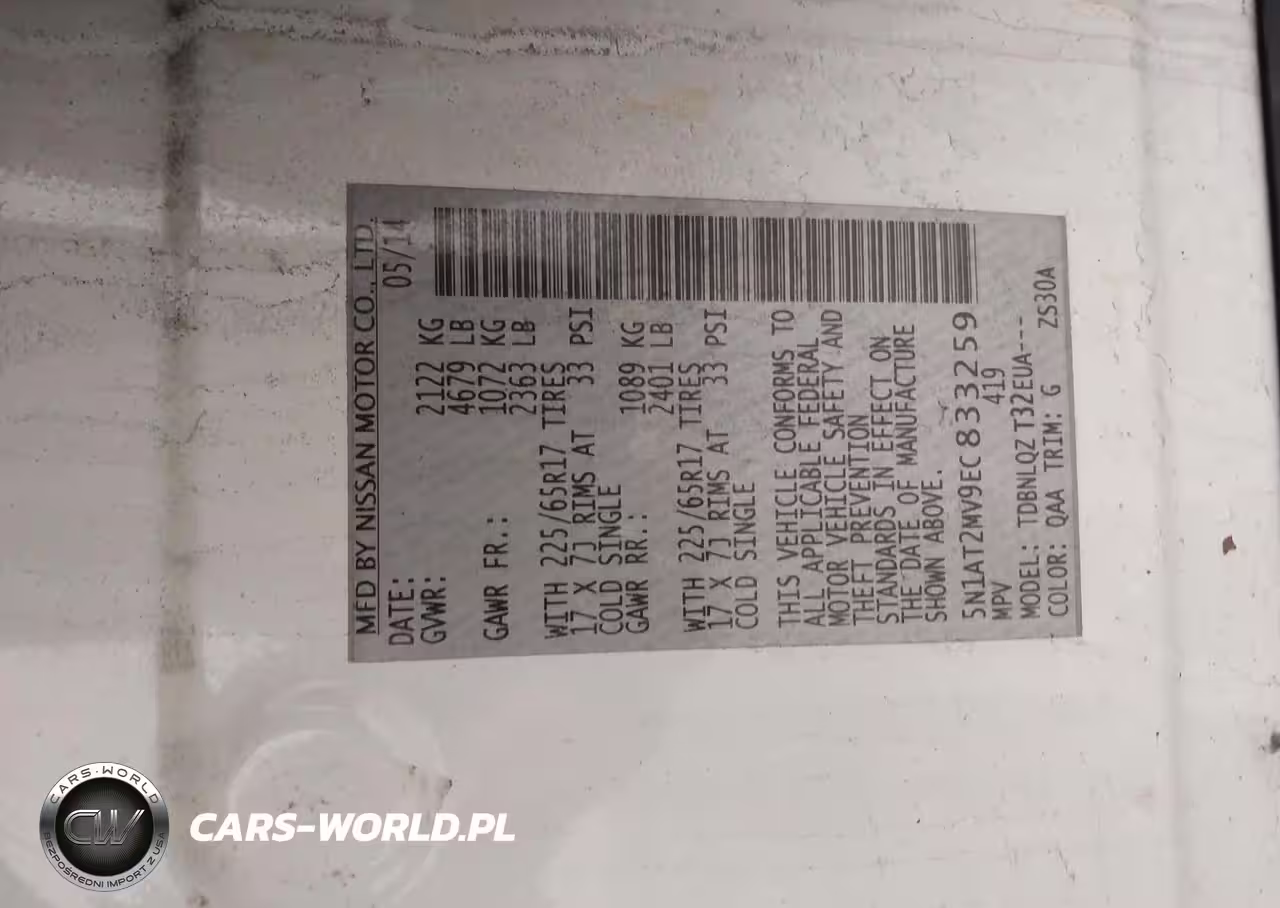 MFD BY NISSAN MOTOR CO., LTD.
DATE: 05/14
GVWR: 2122 KG
4679 LB
GAWR FR.: 1072 KG
2363 LB
WITH 225/65R17 TIRES
17 X 7J RIMS AT 33 PSI
COLD SINGLE
GAWR RR.: 1089 KG
2401 LB
WITH 225/65R17 TIRES
17 X 7J RIMS AT 33 PSI
COLD SINGLE
THIS VEHICLE CONFORMS TO
ALL APPLICABLE FEDERAL
MOTOR VEHICLE SAFETY AND
THEFT PREVENTION
STANDARDS IN EFFECT ON
THE DATE OF MANUFACTURE
SHOWN ABOVE.
5N1AT2MV9EC833259
MPV 419
MODEL: TDBNLQZ T32EUA----
COLOR: QAA TRIM: G ZS30A
CARS-WORLD
CW
BEZPOŚREDNI IMPORT Z USA
CARS-WORLD.PL